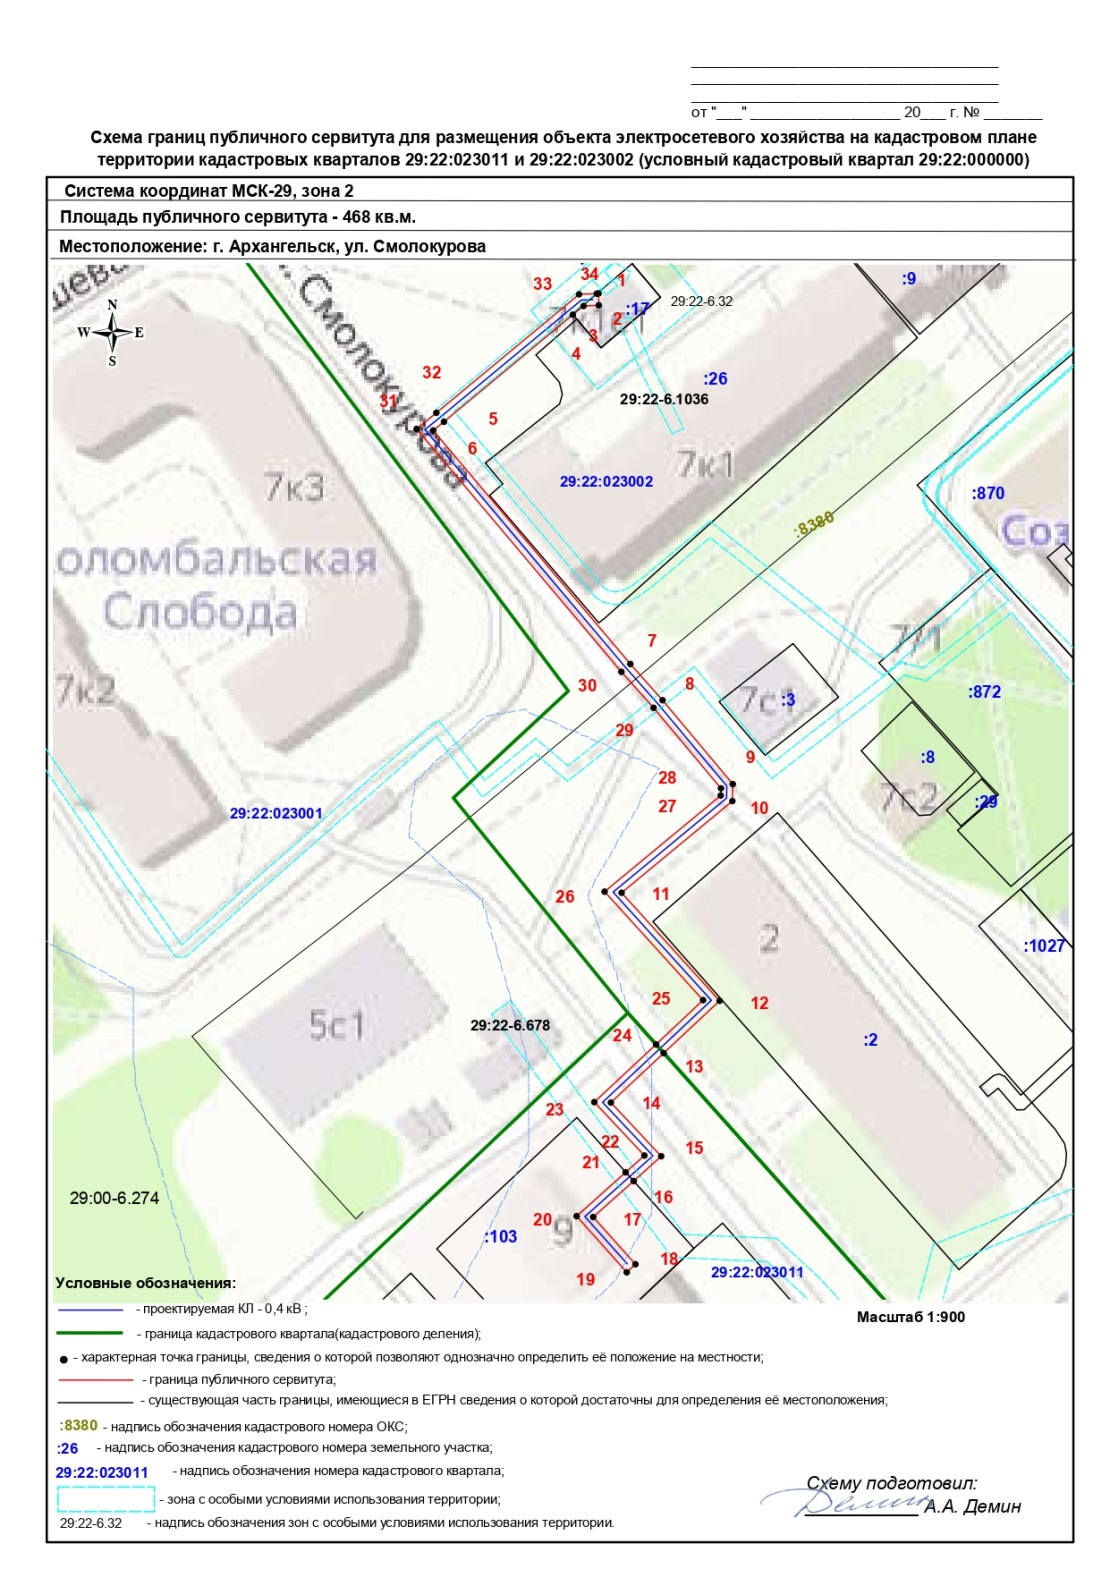 от "___" __________________ 20___ г. № _______
Схема границ публичного сервитута для размещения объекта электросетевого хозяйства на кадастровом плане
территории кадастровых кварталов 29:22:023011 и 29:22:023002 (условный кадастровый квартал 29:22:000000)
Система координат МСК-29, зона 2
Площадь публичного сервитута - 468 кв.м.
Местоположение: г. Архангельск, ул. Смолокурова
N
W E
S
. Смолокурова
33
34
1
:17
29:22-6.32
:9
2
3
4
32
31
5
6
:26
29:22-6.1036
7к1
29:22:023002
:8380
:870
Соз
7к3
оломбальская
Слобода
7к2
7
30
8
29
7с1
:3
7/1
:872
9
28
27
10
:8
7с2
:29
29:22:023001
26
11
2
:1027
25
12
5с1
29:22-6.678
24
13
:2
23
14
22
15
21
16
29:00-6.274
20
17
9
:103
18
19
29:22:023011
Условные обозначения:
- проектируемая КЛ - 0,4 кВ ;
Масштаб 1:900
- граница кадастрового квартала(кадастрового деления);
- характерная точка границы, сведения о которой позволяют однозначно определить её положение на местности;
- граница публичного сервитута;
- существующая часть границы, имеющиеся в ЕГРН сведения о которой достаточны для определения её местоположения;
:8380 - надпись обозначения кадастрового номера ОКС;
:26 - надпись обозначения кадастрового номера земельного участка;
29:22:023011 - надпись обозначения номера кадастрового квартала;
- зона с особыми условиями использования территории;
29:22-6.32 - надпись обозначения зон с особыми условиями использования территории.
Схему подготовил:
А.А. Демин